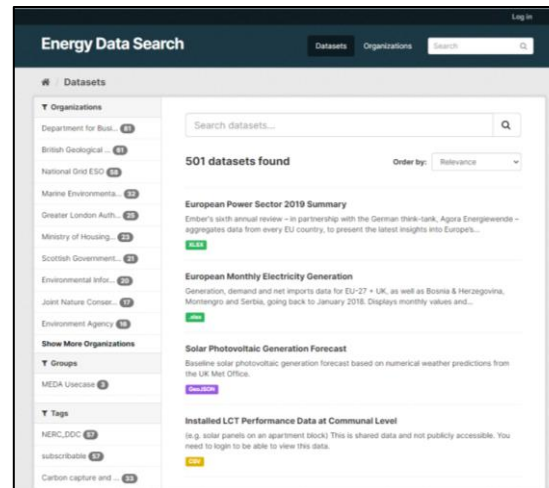 Log in
Energy Data Search
Datasets
Organizations
Search
/ Datasets
Organizations
Department for Busi... 81
British Geological ... 61
National Grid ESO 58
Marine Environmenta... 32
Greater London Auth... 25
Ministry of Housing... 23
Scottish Government... 21
Environmental Infor... 20
Joint Nature Conser... 17
Environment Agency 16
Show More Organizations
Groups
MEDA Usecase 3
Tags
NERC_DDC 57
subscribable 57
Carbon capture and ... 33
Search datasets...
501 datasets found
Order by: Relevance
European Power Sector 2019 Summary
Ember's sixth annual review – in partnership with the German think-tank, Agora Energiewende –
aggregates data from every EU country, to present the latest insights into Europe's...
XLSX
European Monthly Electricity Generation
Generation, demand and net imports data for EU-27 + UK, as well as Bosnia & Herzegovina,
Montengro and Serbia, going back to January 2018. Displays monthly values and...
.xlsx
Solar Photovoltaic Generation Forecast
Baseline solar photovoltaic generation forecast based on numerical weather predictions from
the UK Met Office.
GeoJSON
Installed LCT Performance Data at Communal Level
(e.g. solar panels on an apartment block) This is shared data and not publicly accessible. You
need to login to be able to view this data.
CSV